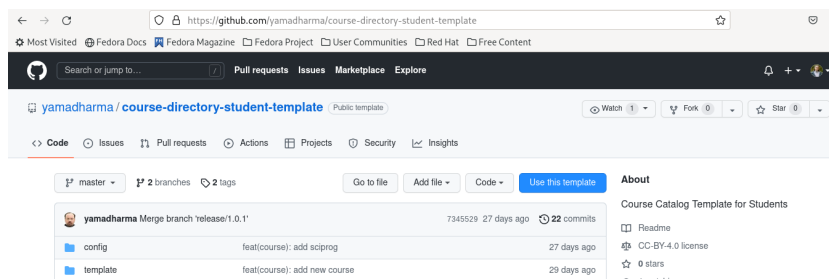 https://github.com/yamadharma/course-directory-student-template
Most Visited Fedora Docs Fedora Magazine Fedora Project User Communities Red Hat Free Content
Search or jump to... / Pull requests Issues Marketplace Explore
yamadharma / course-directory-student-template Public template Watch 1 Fork 0 Star 0
<> Code Issues Pull requests Actions Projects Security Insights
master 2 branches 2 tags Go to file Add file Code Use this template About
Course Catalog Template for Students
yamadharma Merge branch 'release/1.0.1' 7345529 27 days ago 22 commits
Readme
config feat(course): add sciprog 27 days ago
CC-BY-4.0 license
template feat(course): add new course 29 days ago
0 stars